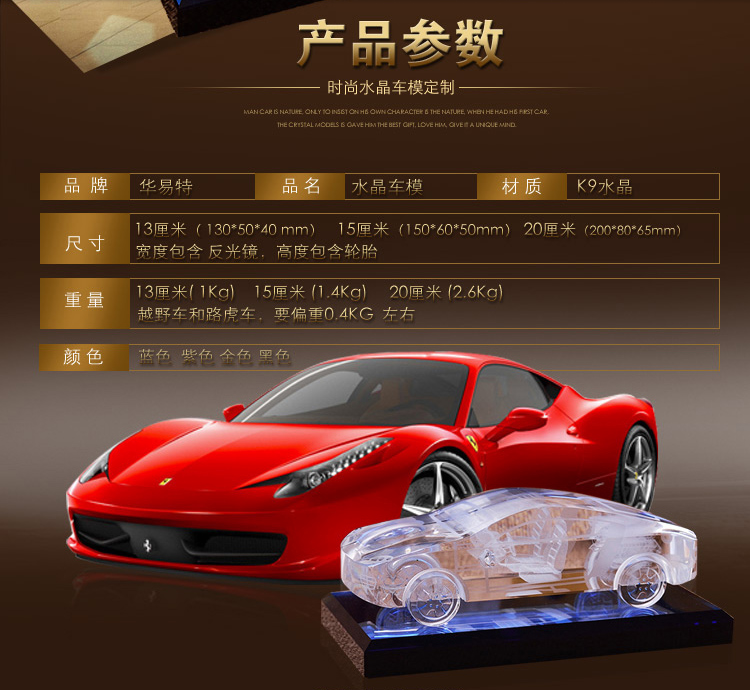 产品参数
时尚水晶车模定制
MAN CAR IS NATURE, ONLY TO INSIST ON HIS OWN CHARACTER IS THE NATURE, WHEN HE HAD HIS FIRST CAR,
THE CRYSTAL MODELS IS GAVE HIM THE BEST GIFT, LOVE HIM, GIVE IT A UNIQUE MIND.
品 牌 华易特 品 名 水晶车模 材 质 K9水晶
尺 寸 13厘米（130*50*40 mm） 15厘米（150*60*50mm） 20厘米（200*80*65mm）
宽度包含 反光镜，高度包含轮胎
重 量 13厘米( 1Kg) 15厘米 (1.4Kg) 20厘米 (2.6Kg)
越野车和路虎车，要偏重0.4KG 左右
颜 色 蓝色 紫色 金色 黑色